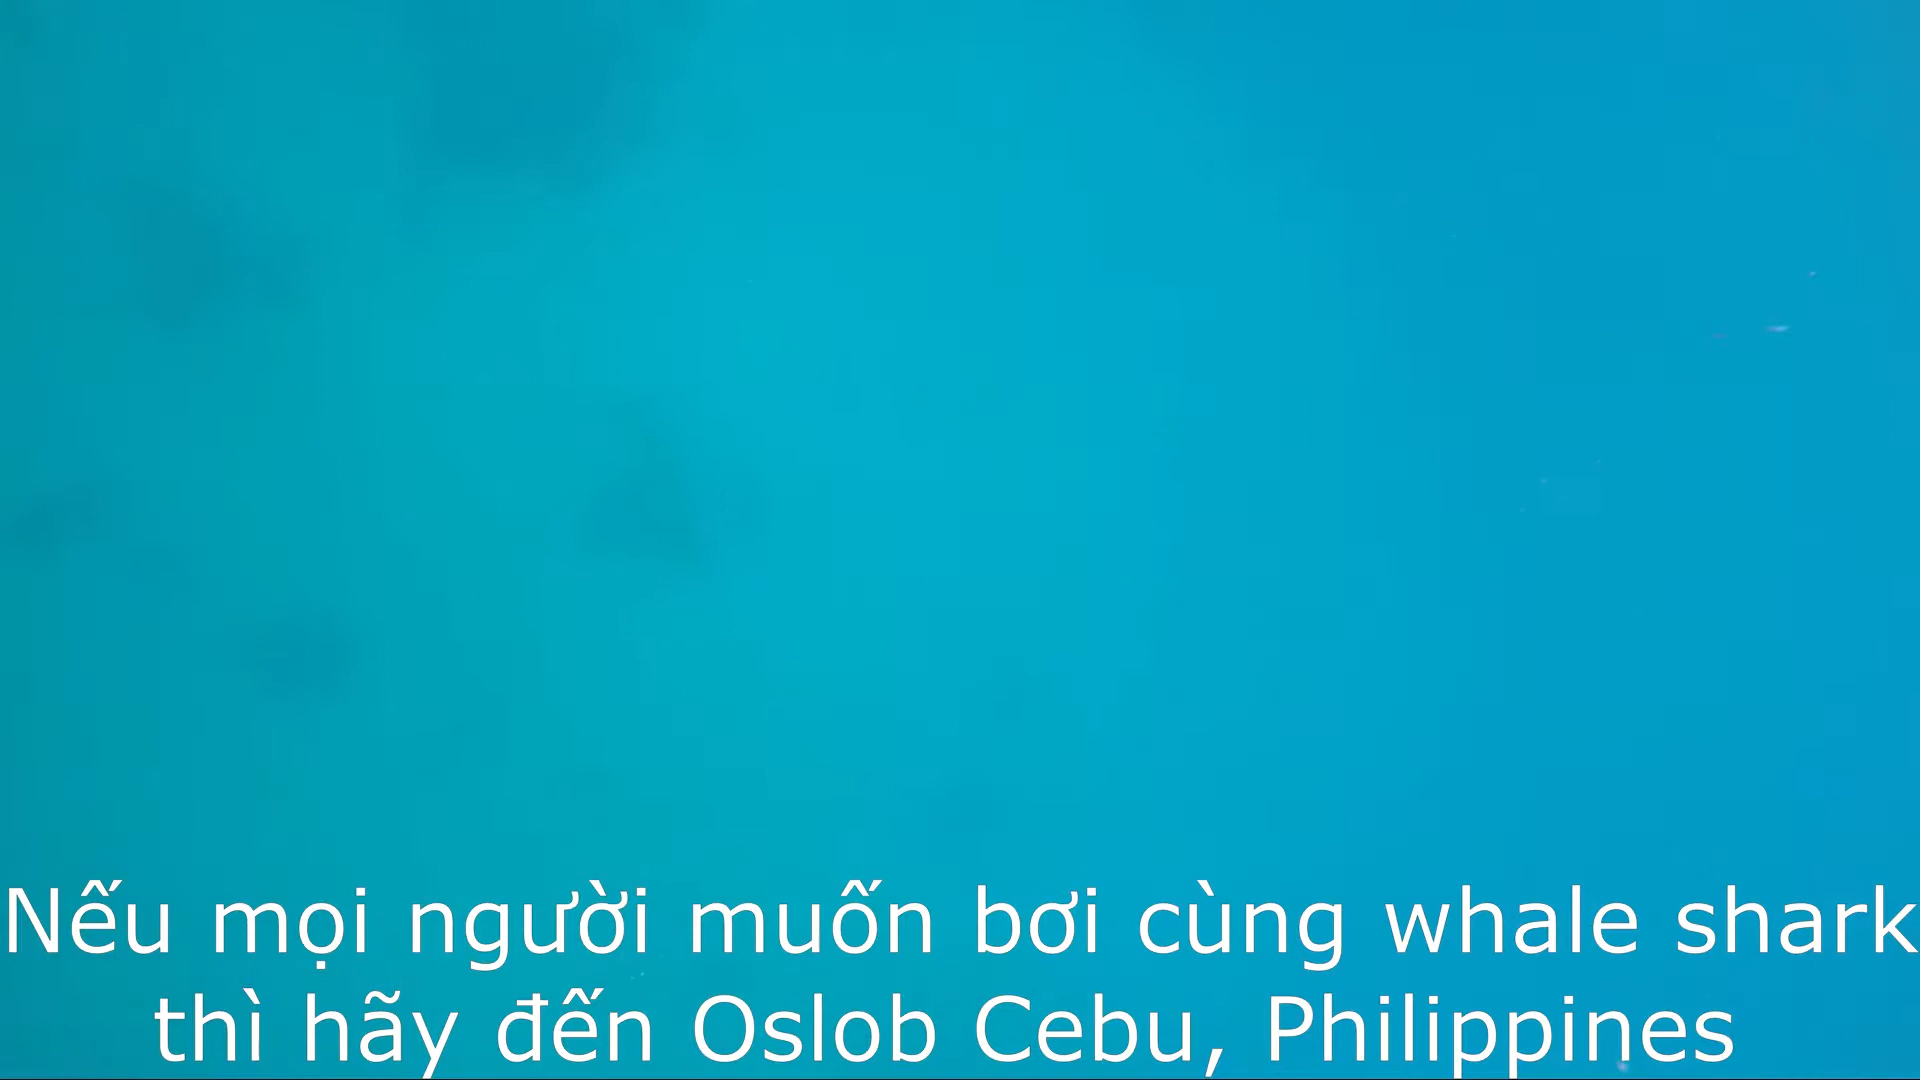 Nếu mọi người muốn bơi cùng whale shark
thì hãy đến Oslob Cebu, Philippines